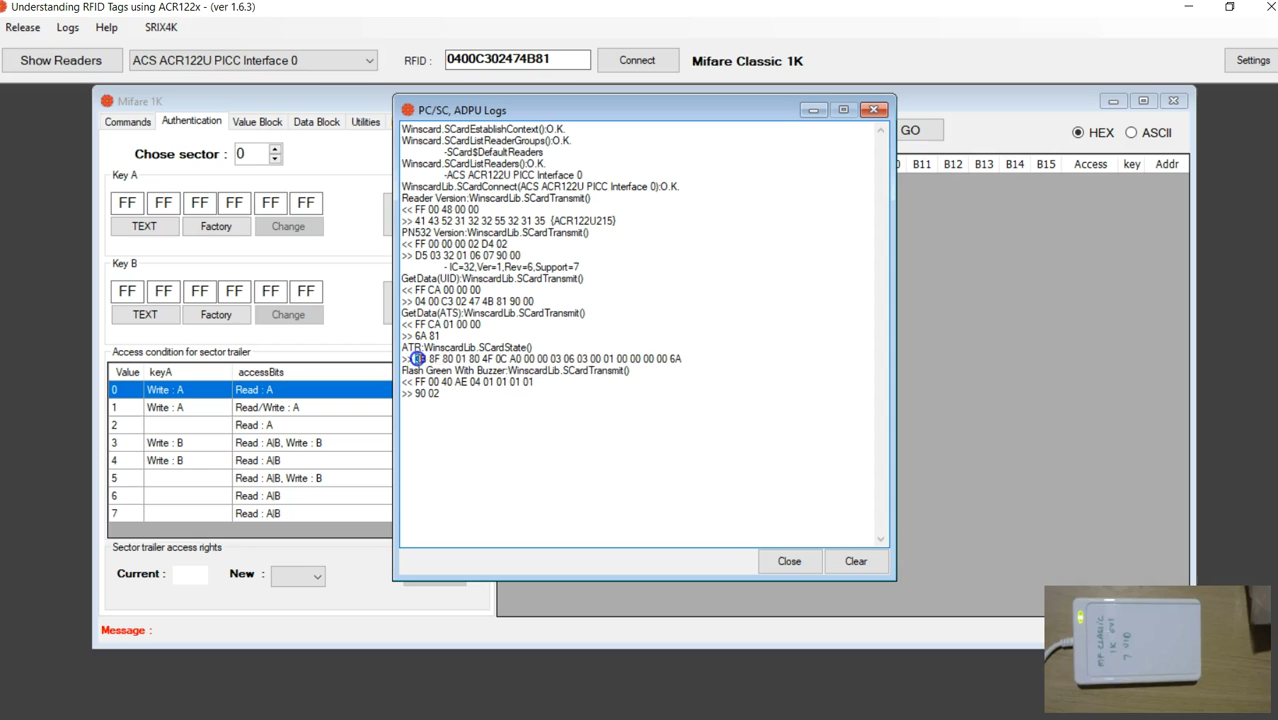 Understanding RFID Tags using ACR122x - (ver 1.6.3)
Release Logs Help SRIX4K
Show Readers ACS ACR122U PICC Interface 0 RFID : 0400C302474B81 Connect Mifare Classic 1K Settings
Mifare 1K
Commands Authentication Value Block Data Block Utilities
Chose sector : 0
Key A
FF FF FF FF FF FF
TEXT Factory Change
Key B
FF FF FF FF FF FF
TEXT Factory Change
Access condition for sector trailer
Value keyA accessBits
0 Write : A Read : A
1 Write : A Read/Write : A
2 Read : A
3 Write : B Read : A|B, Write : B
4 Write : B Read : A|B
5 Read : A|B, Write : B
6 Read : A|B
7 Read : A|B
Sector trailer access rights
Current : New :
Message :
PC/SC, ADPU Logs
Winscard.SCardEstablishContext():O.K.
Winscard.SCardListReaderGroups():O.K.
-SCard$DefaultReaders
Winscard.SCardListReaders():O.K.
-ACS ACR122U PICC Interface 0
WinscardLib.SCardConnect(ACS ACR122U PICC Interface 0):O.K.
Reader Version:WinscardLib.SCardTransmit()
<< FF 00 48 00 00
>> 41 43 52 31 32 32 55 32 31 35 {ACR122U215}
PN532 Version:WinscardLib.SCardTransmit()
<< FF 00 00 00 02 D4 02
>> D5 03 32 01 06 07 90 00
- IC=32,Ver=1,Rev=6,Support=7
GetData(UID):WinscardLib.SCardTransmit()
<< FF CA 00 00 00
>> 04 00 C3 02 47 4B 81 90 00
GetData(ATS):WinscardLib.SCardTransmit()
<< FF CA 01 00 00
>> 6A 81
ATR:WinscardLib.SCardState()
>> 8F 80 01 80 4F 0C A0 00 00 03 06 03 00 01 00 00 00 00 6A
Flash Green With Buzzer:WinscardLib.SCardTransmit()
<< FF 00 40 AE 04 01 01 01 01
>> 90 02
Close Clear
GO HEX ASCII
B11 B12 B13 B14 B15 Access key Addr
MF CLASSIC
1K EV1
7 UID